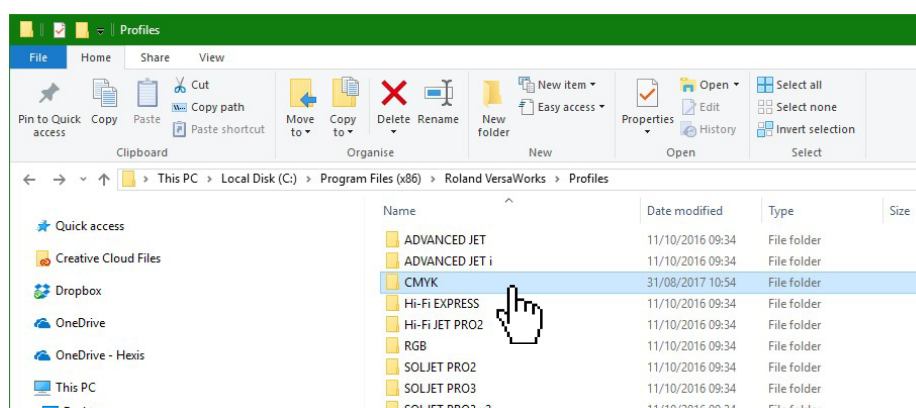 Profiles
File Home Share View
Pin to Quick access
Copy
Paste
Cut
Copy path
Paste shortcut
Move to
Copy to
Delete
Rename
New folder
New item
Easy access
Properties
Open
Edit
History
Select all
Select none
Invert selection
Clipboard Organise New Open Select
This PC > Local Disk (C:) > Program Files (x86) > Roland VersaWorks > Profiles
Name Date modified Type Size
Quick access
Creative Cloud Files
Dropbox
OneDrive
OneDrive - Hexis
This PC
ADVANCED JET 11/10/2016 09:34 File folder
ADVANCED JET i 11/10/2016 09:34 File folder
CMYK 31/08/2017 10:54 File folder
Hi-Fi EXPRESS 11/10/2016 09:34 File folder
Hi-Fi JET PRO2 11/10/2016 09:34 File folder
RGB 11/10/2016 09:34 File folder
SOLJET PRO2 11/10/2016 09:34 File folder
SOLJET PRO3 11/10/2016 09:34 File folder